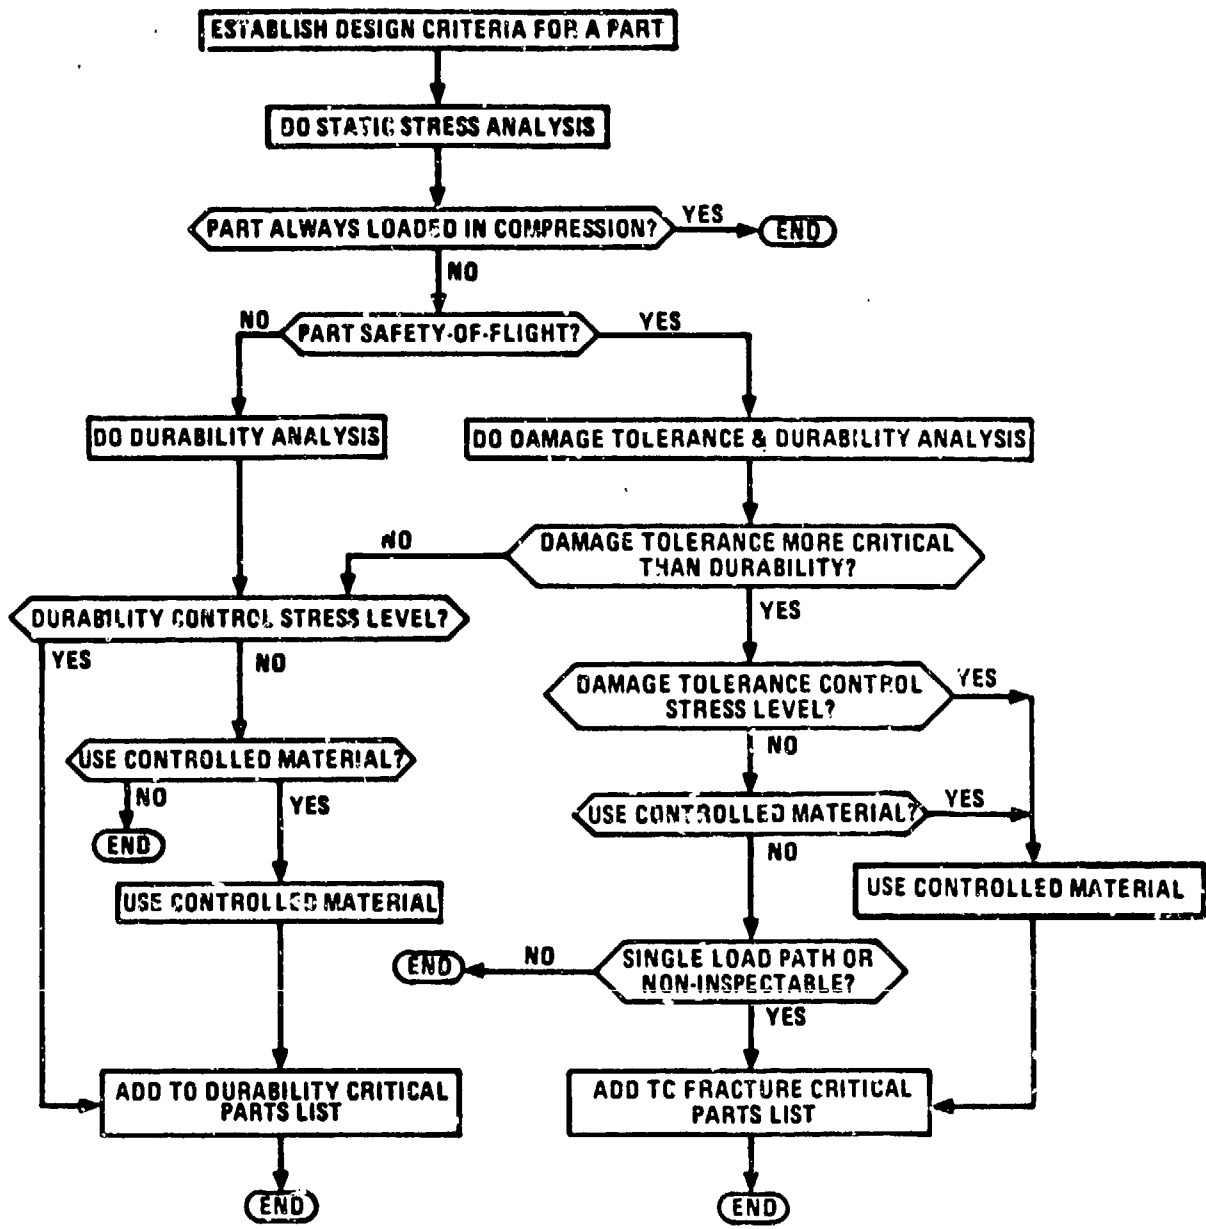 ESTABLISH DESIGN CRITERIA FOR A PART
DO STATIC STRESS ANALYSIS
PART ALWAYS LOADED IN COMPRESSION?
YES
END
NO
NO
PART SAFETY-OF-FLIGHT?
YES
DO DURABILITY ANALYSIS
DO DAMAGE TOLERANCE & DURABILITY ANALYSIS
NO
DAMAGE TOLERANCE MORE CRITICAL
THAN DURABILITY?
YES
DURABILITY CONTROL STRESS LEVEL?
YES
NO
DAMAGE TOLERANCE CONTROL
STRESS LEVEL?
YES
NO
USE CONTROLLED MATERIAL?
NO
YES
END
USE CONTROLLED MATERIAL?
YES
NO
USE CONTROLLED MATERIAL
USE CONTROLLED MATERIAL
END
NO
SINGLE LOAD PATH OR
NON-INSPECTABLE?
YES
ADD TO DURABILITY CRITICAL
PARTS LIST
ADD TO FRACTURE CRITICAL
PARTS LIST
END
END